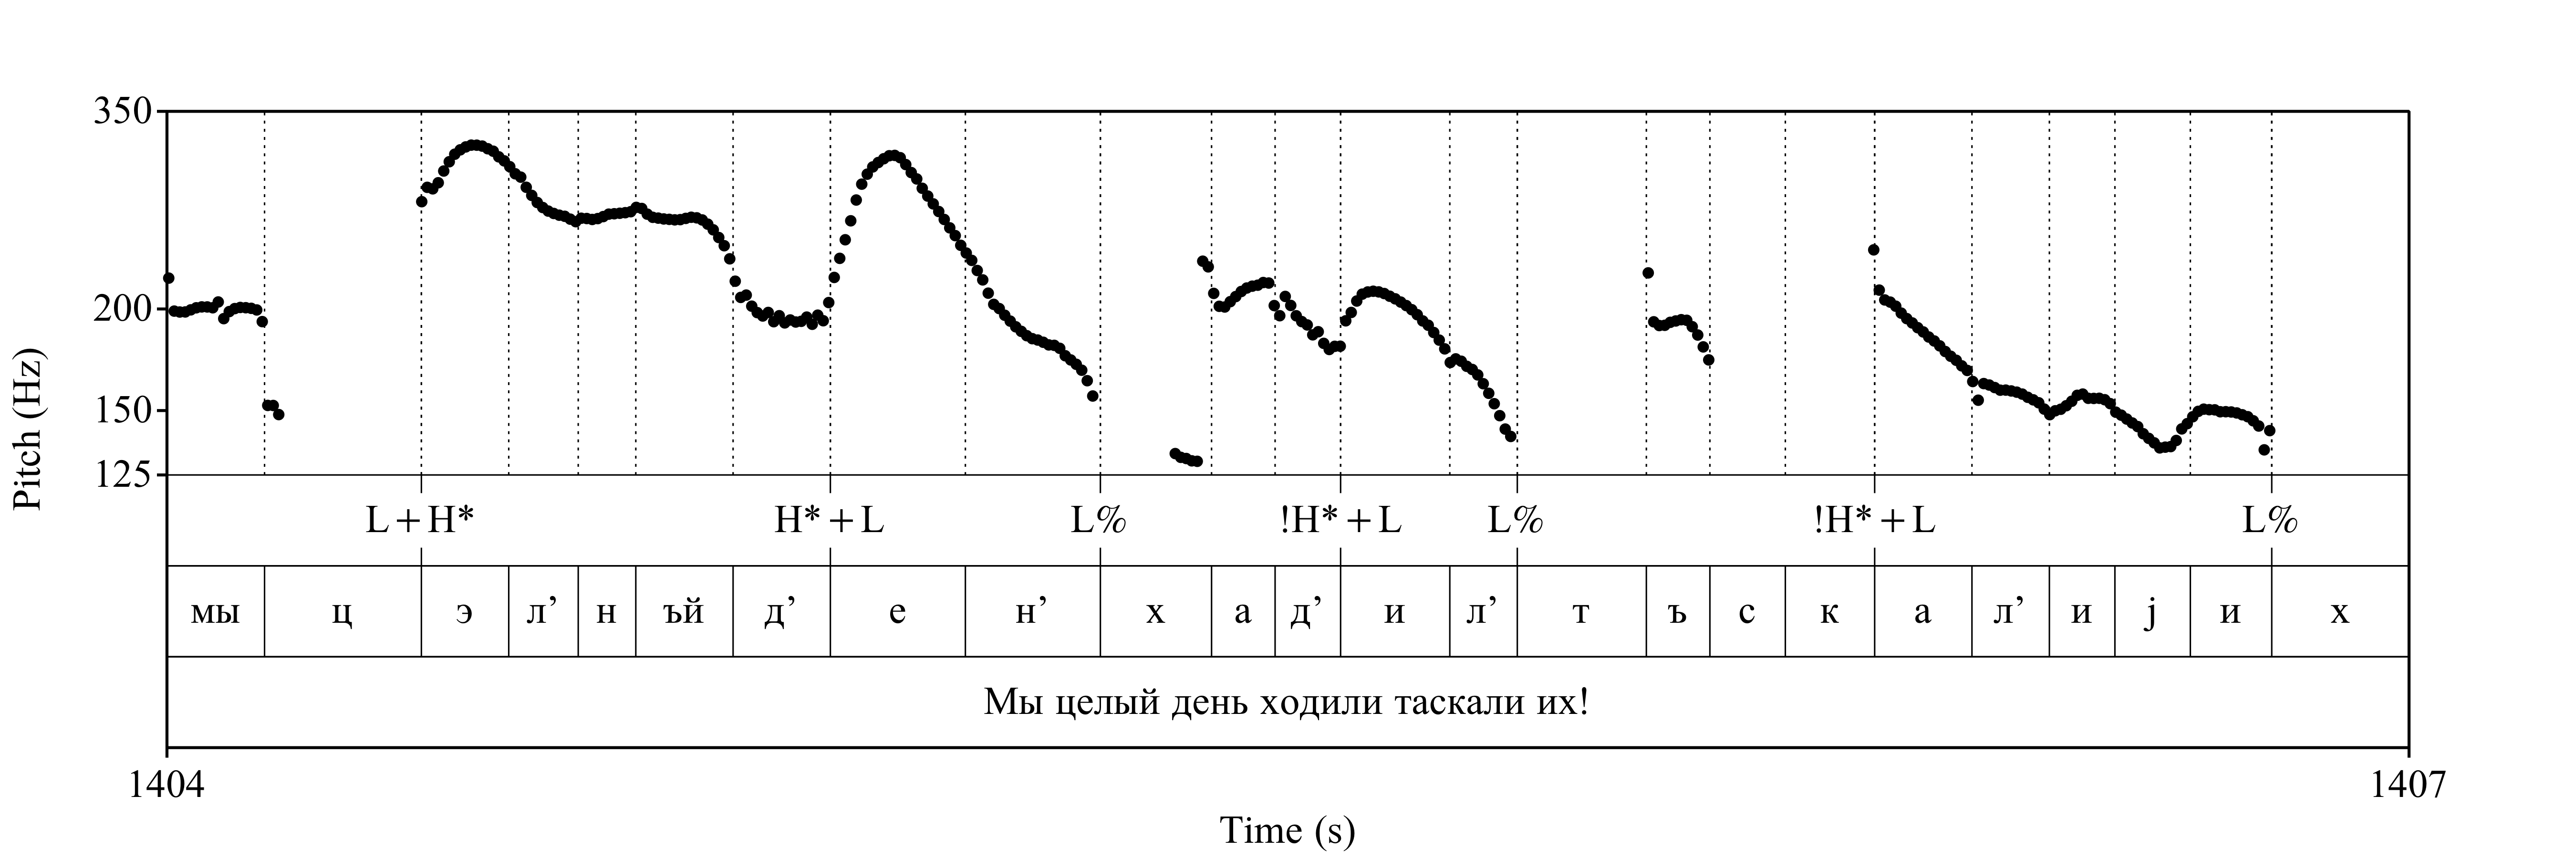 350
200
150
125
Pitch (Hz)
L+H* H*+L L% !H*+L L% !H*+L L%
мы ц э л’ н ъй д’ е н’ х а д’ и л’ т ъ с к а л’ и j и х
Мы целый день ходили таскали их!
1404 1407
Time (s)